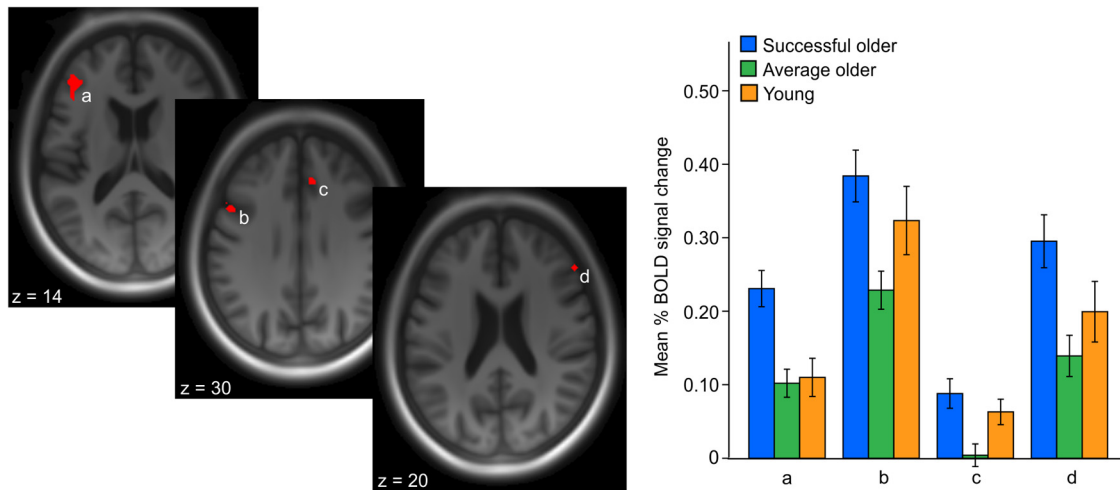 a
z = 14
b
c
z = 30
d
z = 20
Successful older
Average older
Young
Mean % BOLD signal change
0.50
0.40
0.30
0.20
0.10
0
a b c d